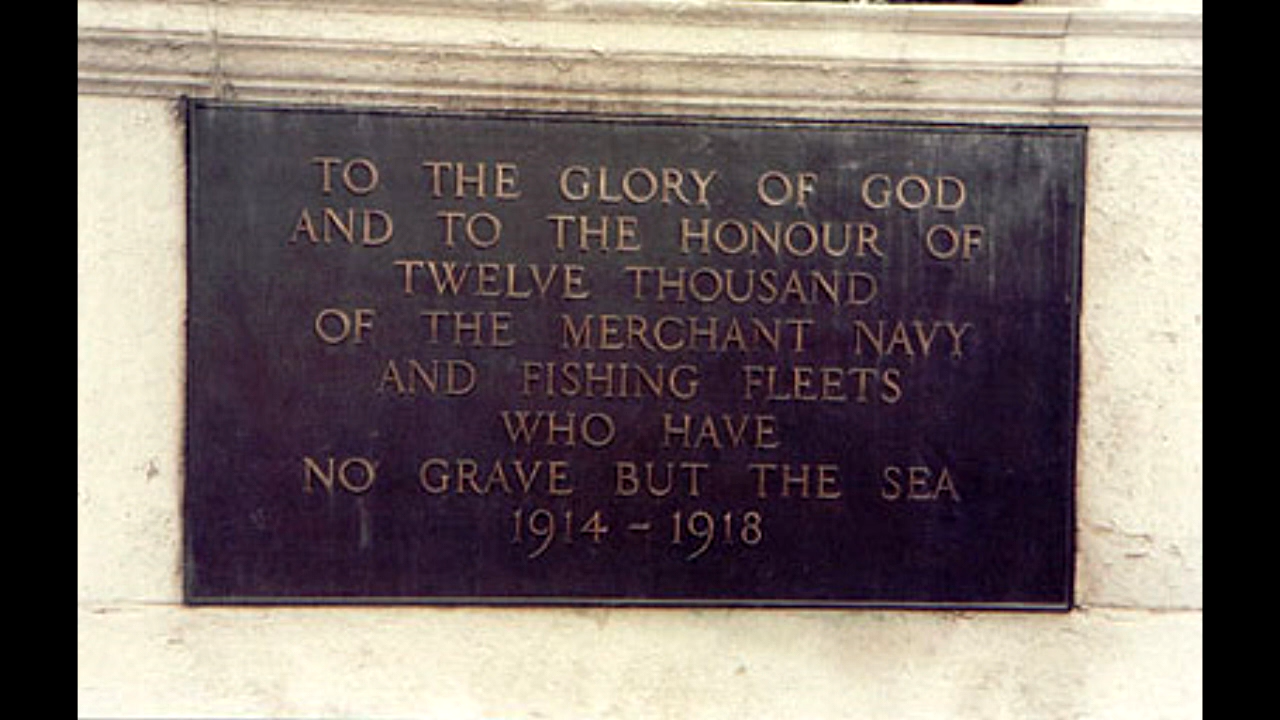 TO THE GLORY OF GOD
AND TO THE HONOUR OF
TWELVE THOUSAND
OF THE MERCHANT NAVY
AND FISHING FLEETS
WHO HAVE
NO GRAVE BUT THE SEA
1914 - 1918